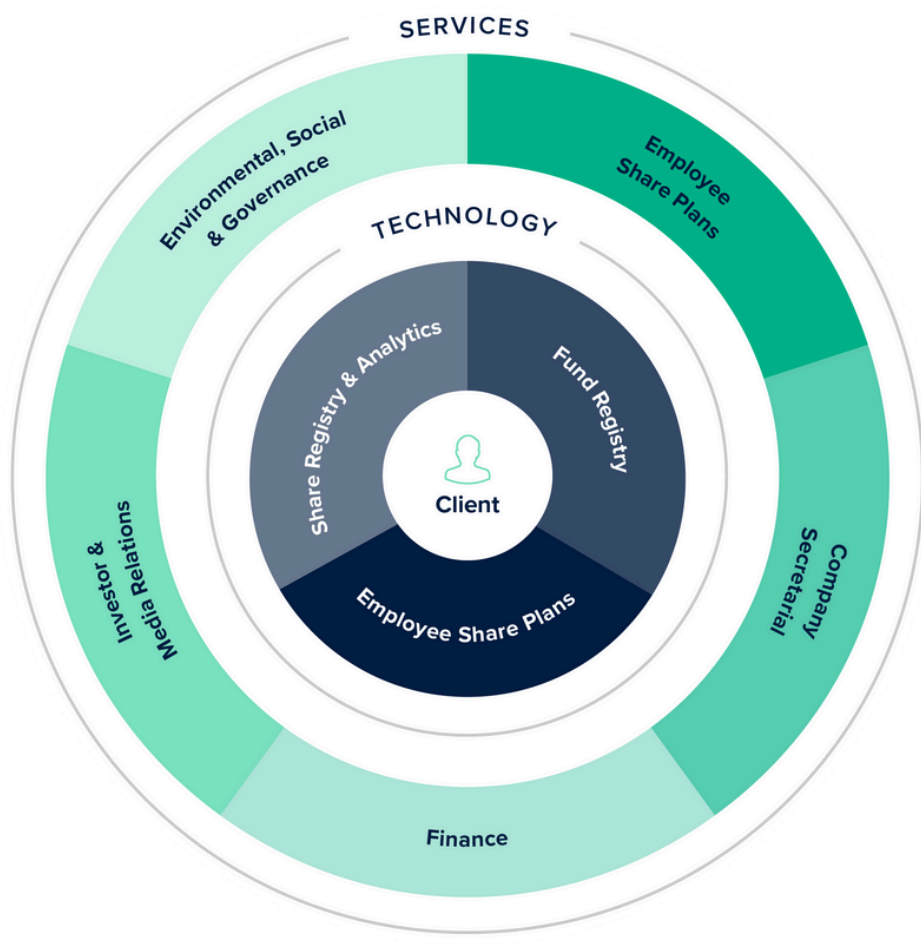 SERVICES
Environmental, Social
& Governance
Employee
Share Plans
Company
Secretarial
Finance
Investor &
Media Relations
TECHNOLOGY
Share Registry & Analytics
Fund Registry
Employee Share Plans
Client